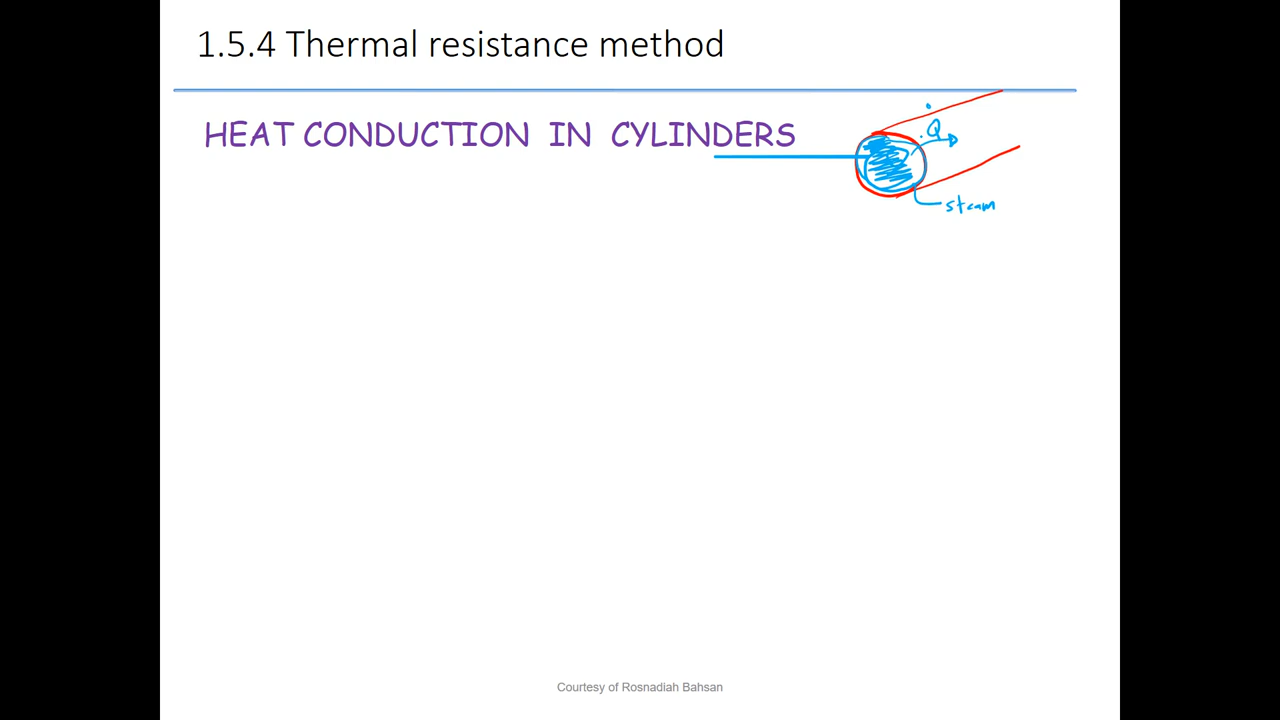 1.5.4 Thermal resistance method
HEAT CONDUCTION IN CYLINDERS
Q
steam
Courtesy of Rosnadiah Bahsan